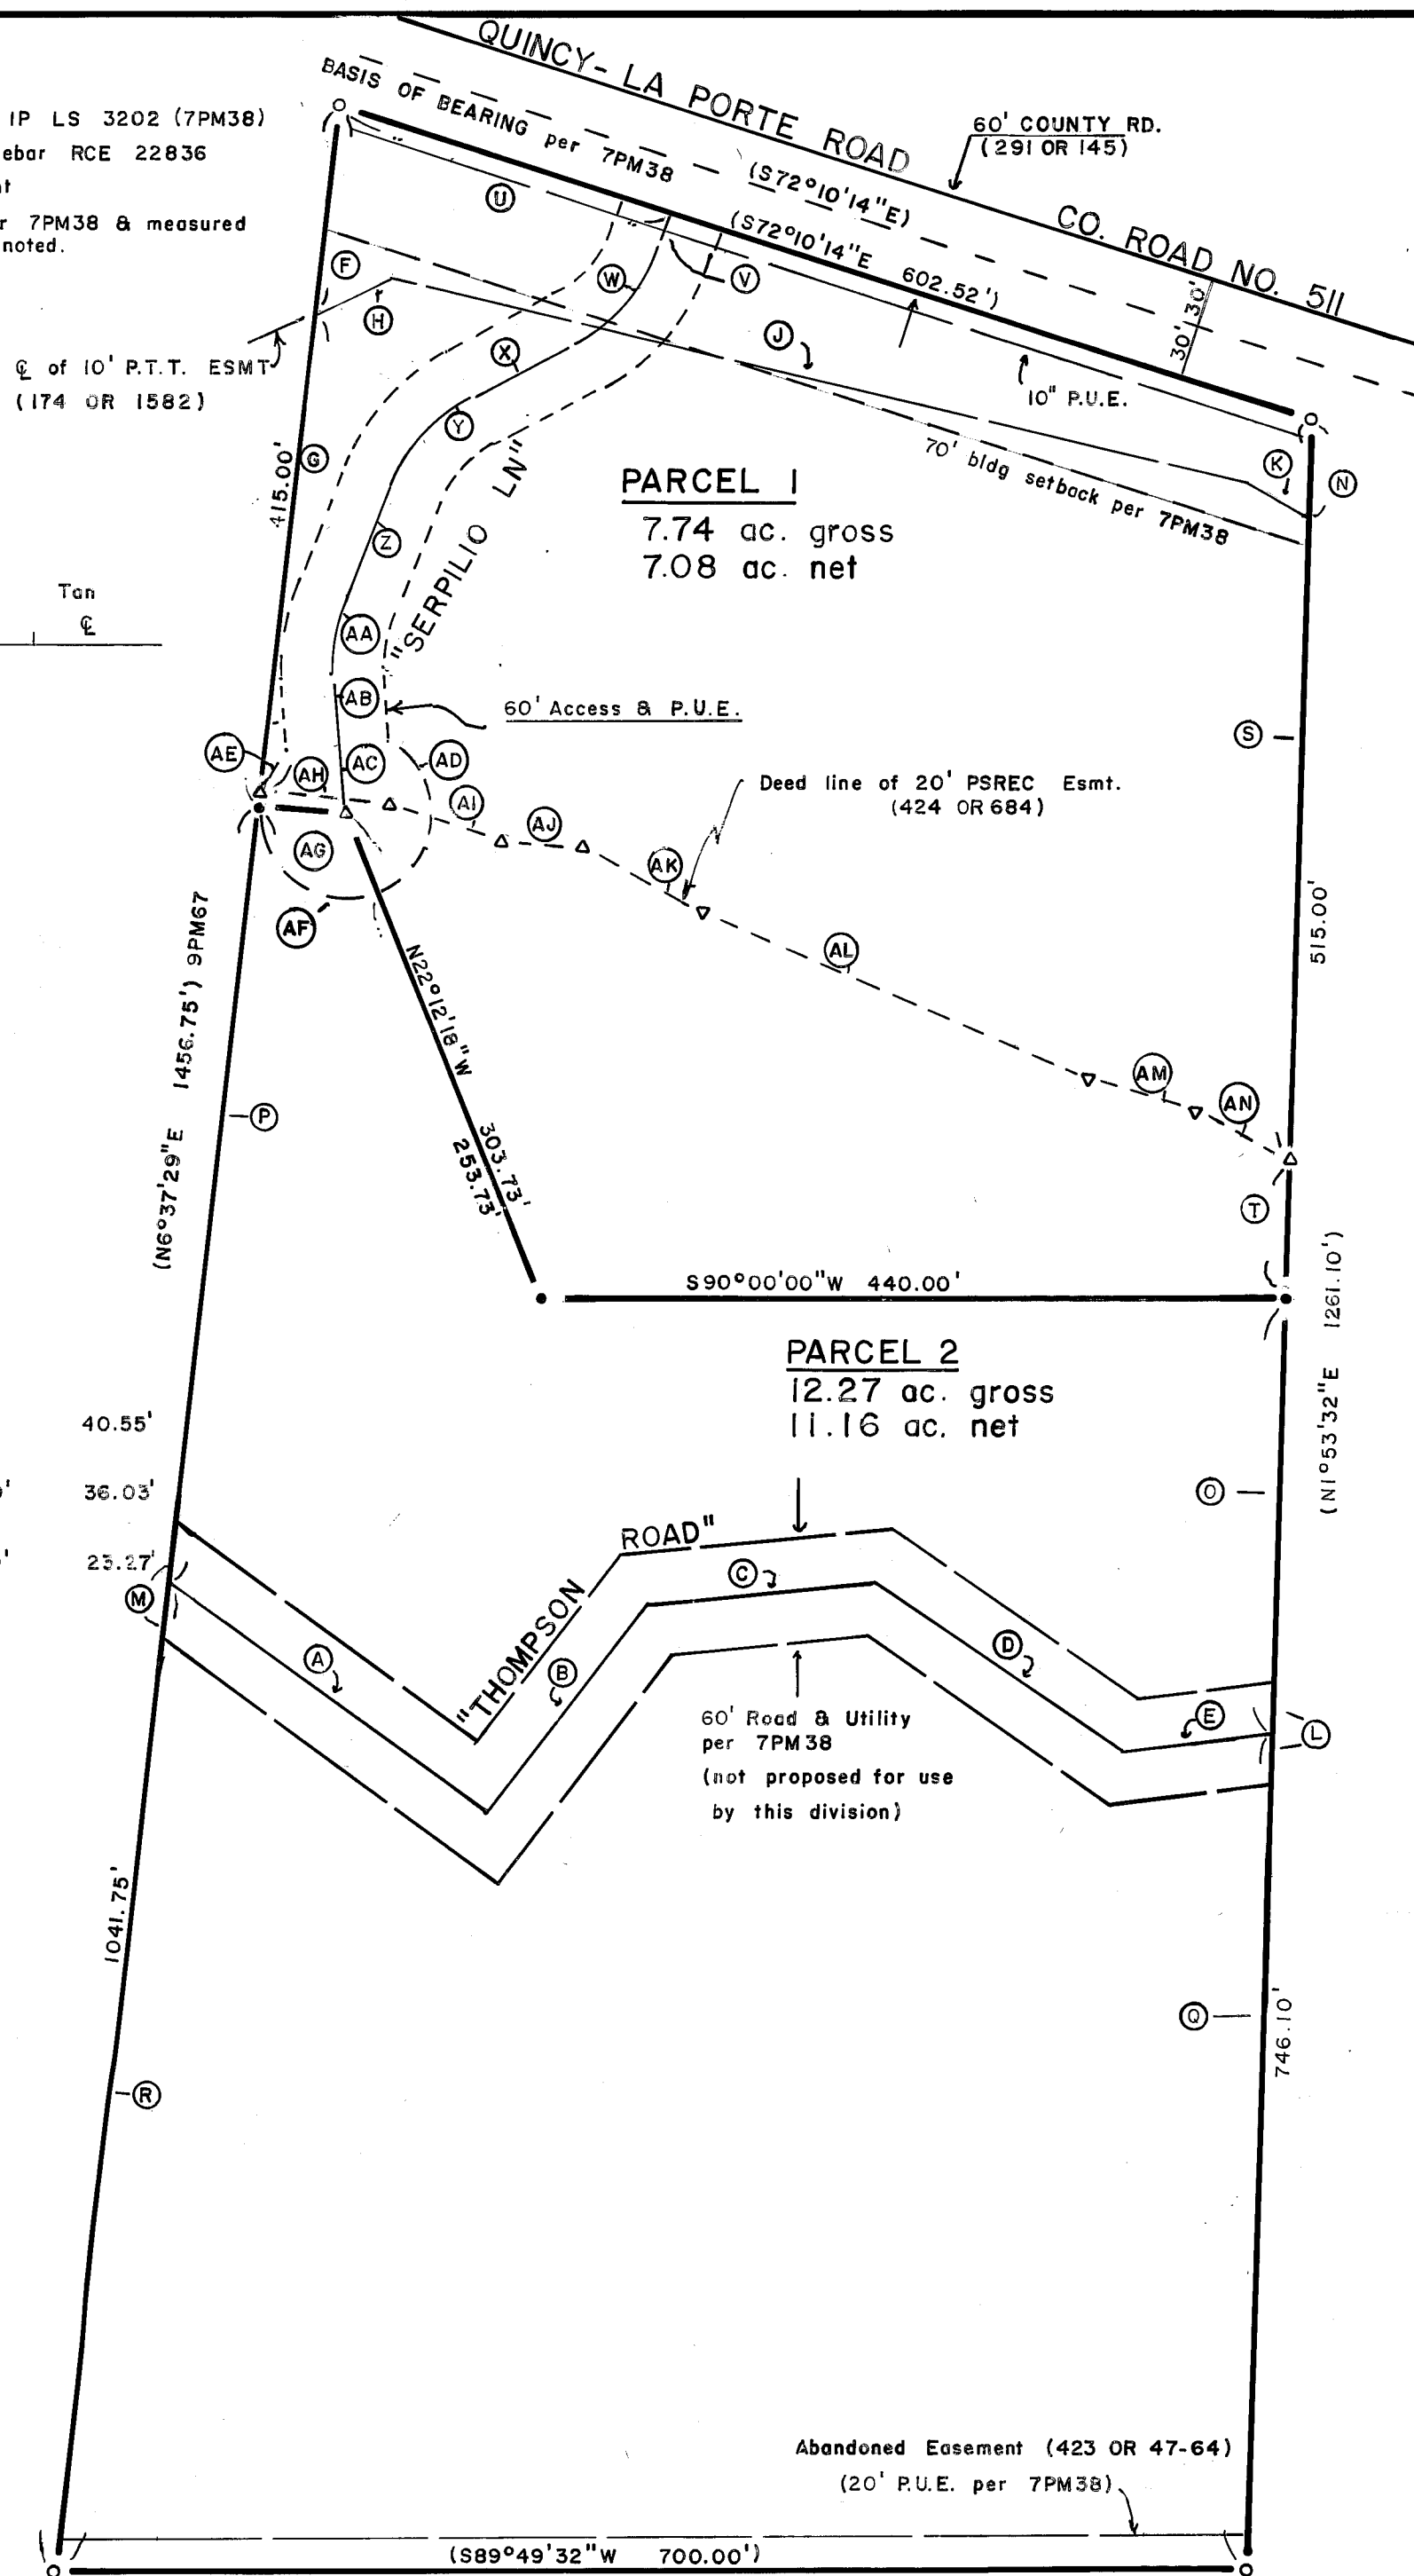 QUINCY- LA PORTE ROAD
CO. ROAD NO. 511
BASIS OF BEARING per 7PM38
(S72°10'14"E)
60' COUNTY RD.
(291 OR 145)
IP LS 3202 (7PM38)
ebar RCE 22836
7PM38 & measured
noted.
(S72°10'14"E 602.52')
30' 30'
U
V
W
F
H
J
X
Y
10" P.U.E.
℄ of 10' P.T.T. ESMT
(174 OR 1582)
70' bldg setback per 7PM38
K
N
G
415.00'
PARCEL 1
7.74 ac. gross
7.08 ac. net
"SERPILIO LN"
Z
Tan
℄
AA
AB
60' Access & P.U.E.
S
AE
AH
AC
AD
AI
AJ
Deed line of 20' PSREC Esmt.
(424 OR 684)
AG
AK
AF
AL
515.00'
(N6°37'29"E 1456.75') 9PM67
N22°12'18"W
303.73'
253.73'
P
AM
AN
T
S90°00'00"W 440.00'
(N1°53'32"E 1261.10')
PARCEL 2
12.27 ac. gross
11.16 ac. net
40.55'
36.03'
23.27'
O
"THOMPSON ROAD"
C
M
A
B
D
E
L
60' Road & Utility
per 7PM38
(not proposed for use
by this division)
1041.75'
Q
746.10'
R
Abandoned Easement (423 OR 47-64)
(20' P.U.E. per 7PM38)
(S89°49'32"W 700.00')